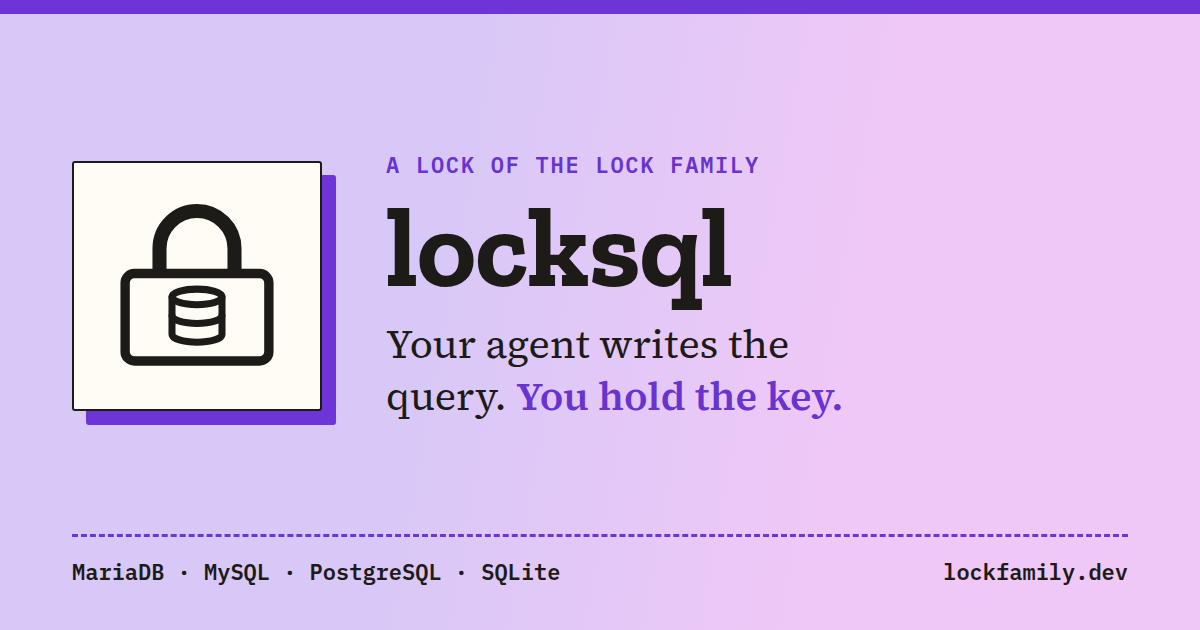 A LOCK OF THE LOCK FAMILY
locksql
Your agent writes the
query. You hold the key.
MariaDB · MySQL · PostgreSQL · SQLite
lockfamily.dev